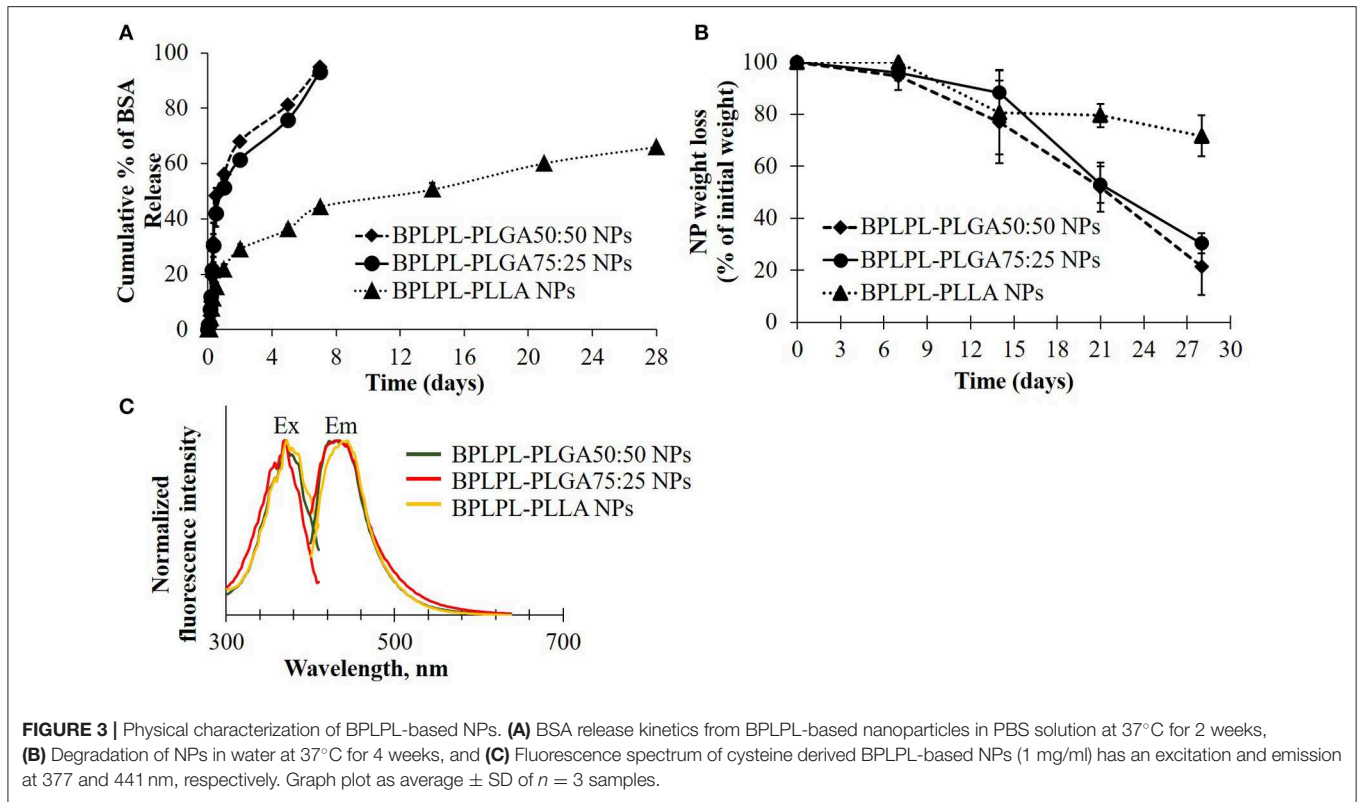 A
Cumulative % of BSA
Release
100
80
60
40
20
0
0 4 8 12 16 20 24 28
Time (days)
BPLPL-PLGA50:50 NPs
BPLPL-PLGA75:25 NPs
BPLPL-PLLA NPs
B
NP weight loss
(% of initial weight)
100
80
60
40
20
0
0 3 6 9 12 15 18 21 24 27 30
Time (days)
BPLPL-PLGA50:50 NPs
BPLPL-PLGA75:25 NPs
BPLPL-PLLA NPs
C
Normalized
fluorescence intensity
Ex Em
BPLPL-PLGA50:50 NPs
BPLPL-PLGA75:25 NPs
BPLPL-PLLA NPs
300 500 700
Wavelength, nm
FIGURE 3 | Physical characterization of BPLPL-based NPs. (A) BSA release kinetics from BPLPL-based nanoparticles in PBS solution at 37°C for 2 weeks,
(B) Degradation of NPs in water at 37°C for 4 weeks, and (C) Fluorescence spectrum of cysteine derived BPLPL-based NPs (1 mg/ml) has an excitation and emission
at 377 and 441 nm, respectively. Graph plot as average ± SD of n = 3 samples.